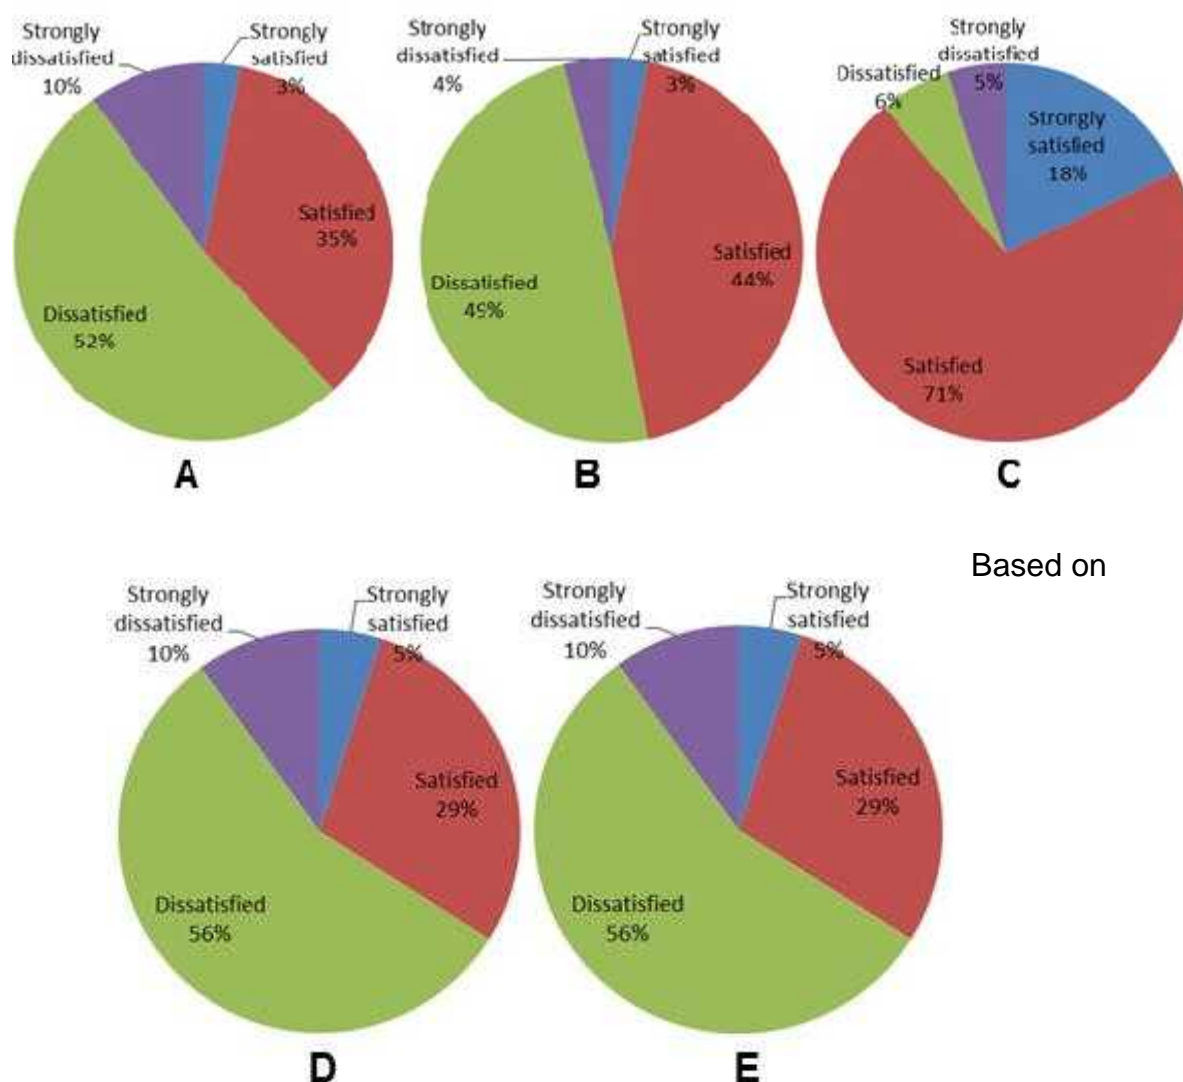 Strongly
dissatisfied
10%
Strongly
satisfied
3%
Satisfied
35%
Dissatisfied
52%
A
Strongly
dissatisfied
4%
Strongly
satisfied
3%
Satisfied
44%
Dissatisfied
49%
B
Strongly
dissatisfied
5%
Dissatisfied
6%
Strongly
satisfied
18%
Satisfied
71%
C
Based on
Strongly
dissatisfied
10%
Strongly
satisfied
5%
Satisfied
29%
Dissatisfied
56%
D
Strongly
dissatisfied
10%
Strongly
satisfied
5%
Satisfied
29%
Dissatisfied
56%
E